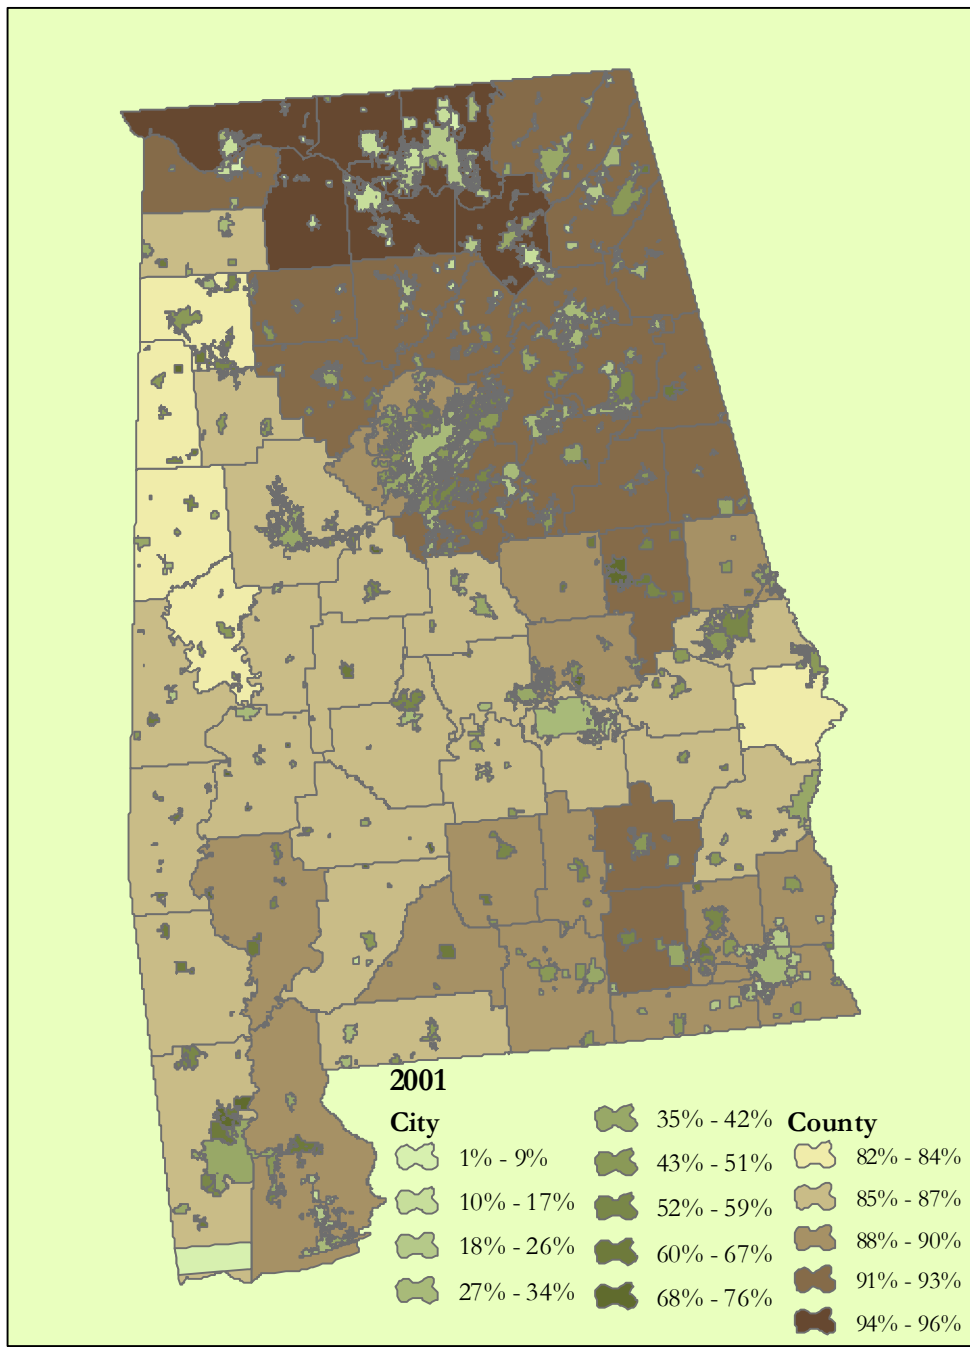 2001
City
1% - 9%
10% - 17%
18% - 26%
27% - 34%
35% - 42%
43% - 51%
52% - 59%
60% - 67%
68% - 76%
County
82% - 84%
85% - 87%
88% - 90%
91% - 93%
94% - 96%